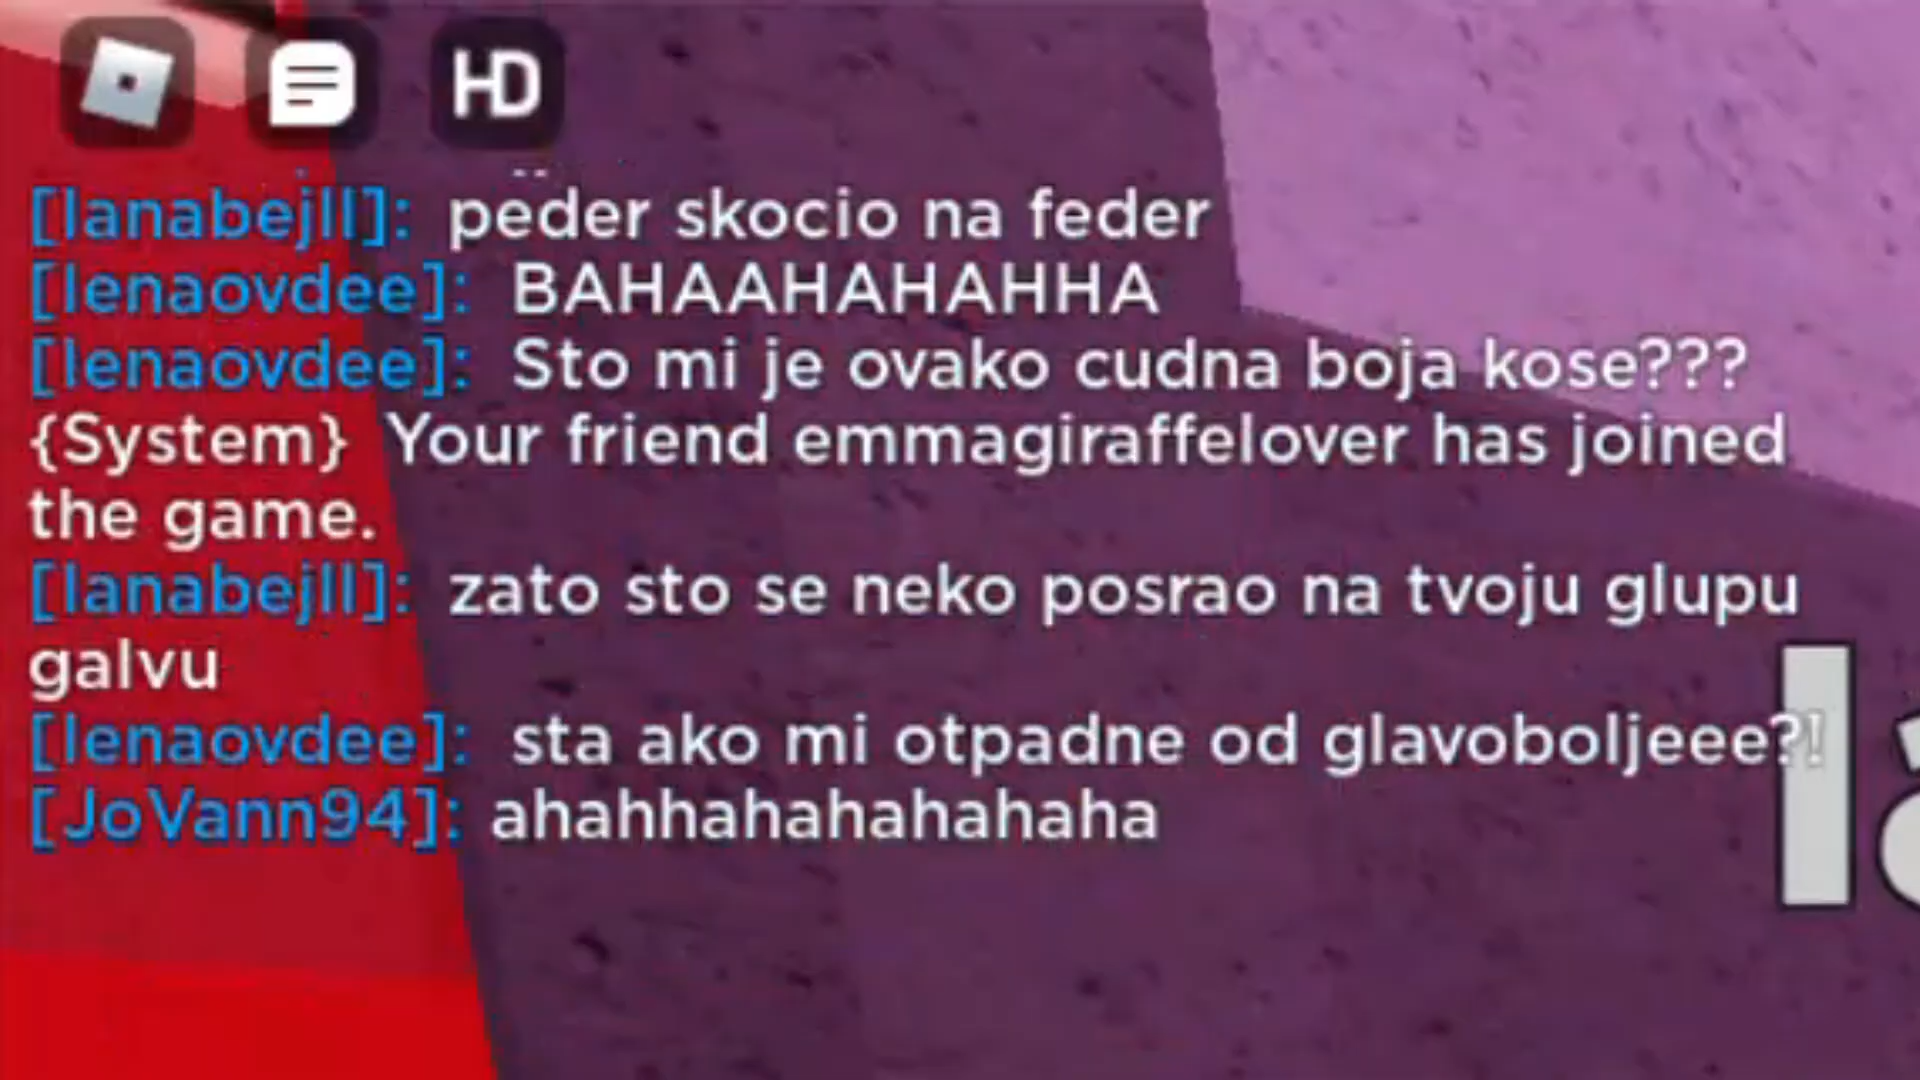 HD
[lanabejll]: peder skocio na feder
[lenaovdee]: BAHAAHAHAHHA
[lenaovdee]: Sto mi je ovako cudna boja kose???
{System} Your friend emmagiraffelover has joined
the game.
[lanabejll]: zato sto se neko posrao na tvoju glupu
galvu
[lenaovdee]: sta ako mi otpadne od glavoboljeee?!
[JoVann94]: ahahhahahahahaha
la